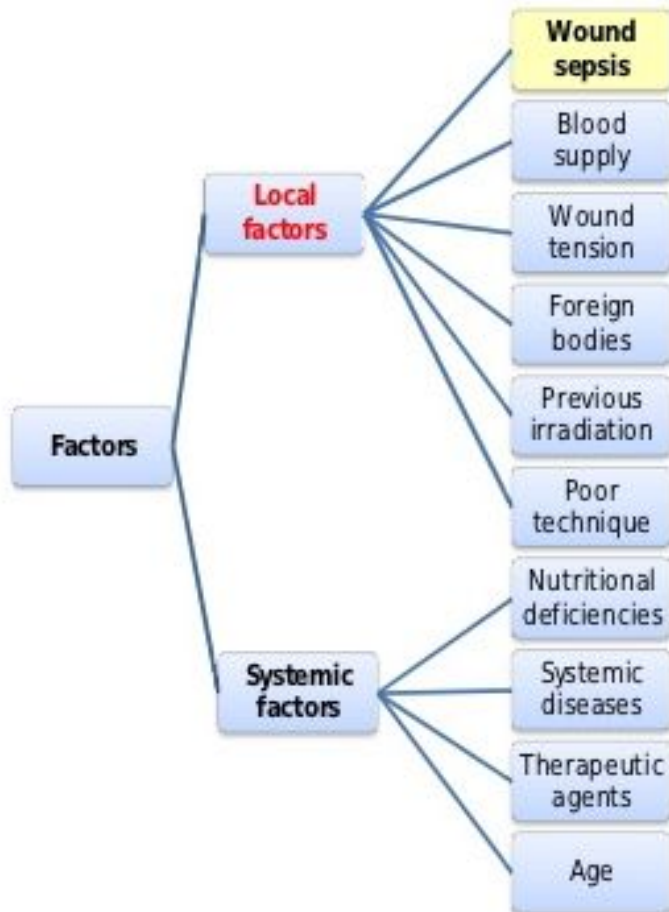 Factors
Local
factors
Wound
sepsis
Blood
supply
Wound
tension
Foreign
bodies
Previous
irradiation
Poor
technique
Systemic
factors
Nutritional
deficiencies
Systemic
diseases
Therapeutic
agents
Age